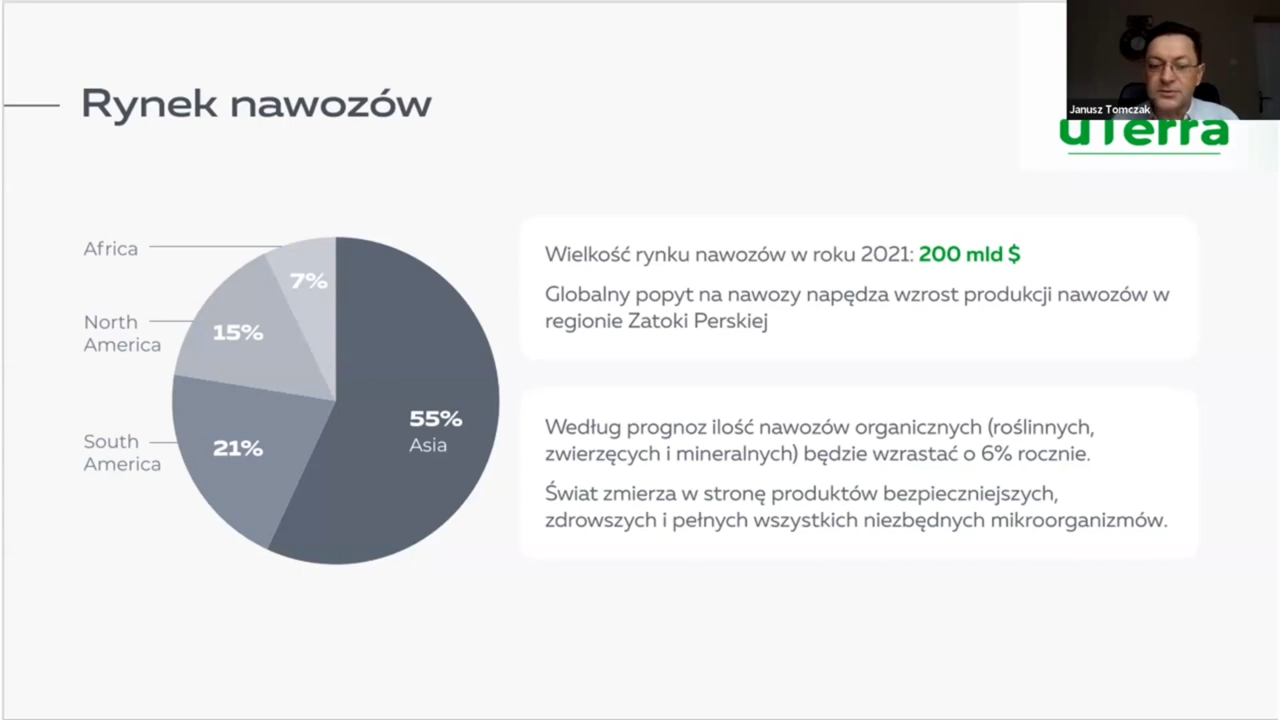 Janusz Tomczak
uTerra
Rynek nawozów
Africa
7%
North
America
15%
South
America
21%
55%
Asia
Wielkość rynku nawozów w roku 2021: 200 mld $
Globalny popyt na nawozy napędza wzrost produkcji nawozów w
regionie Zatoki Perskiej
Według prognoz ilość nawozów organicznych (roślinnych,
zwierzęcych i mineralnych) będzie wzrastać o 6% rocznie.
Świat zmierza w stronę produktów bezpieczniejszych,
zdrowszych i pełnych wszystkich niezbędnych mikroorganizmów.